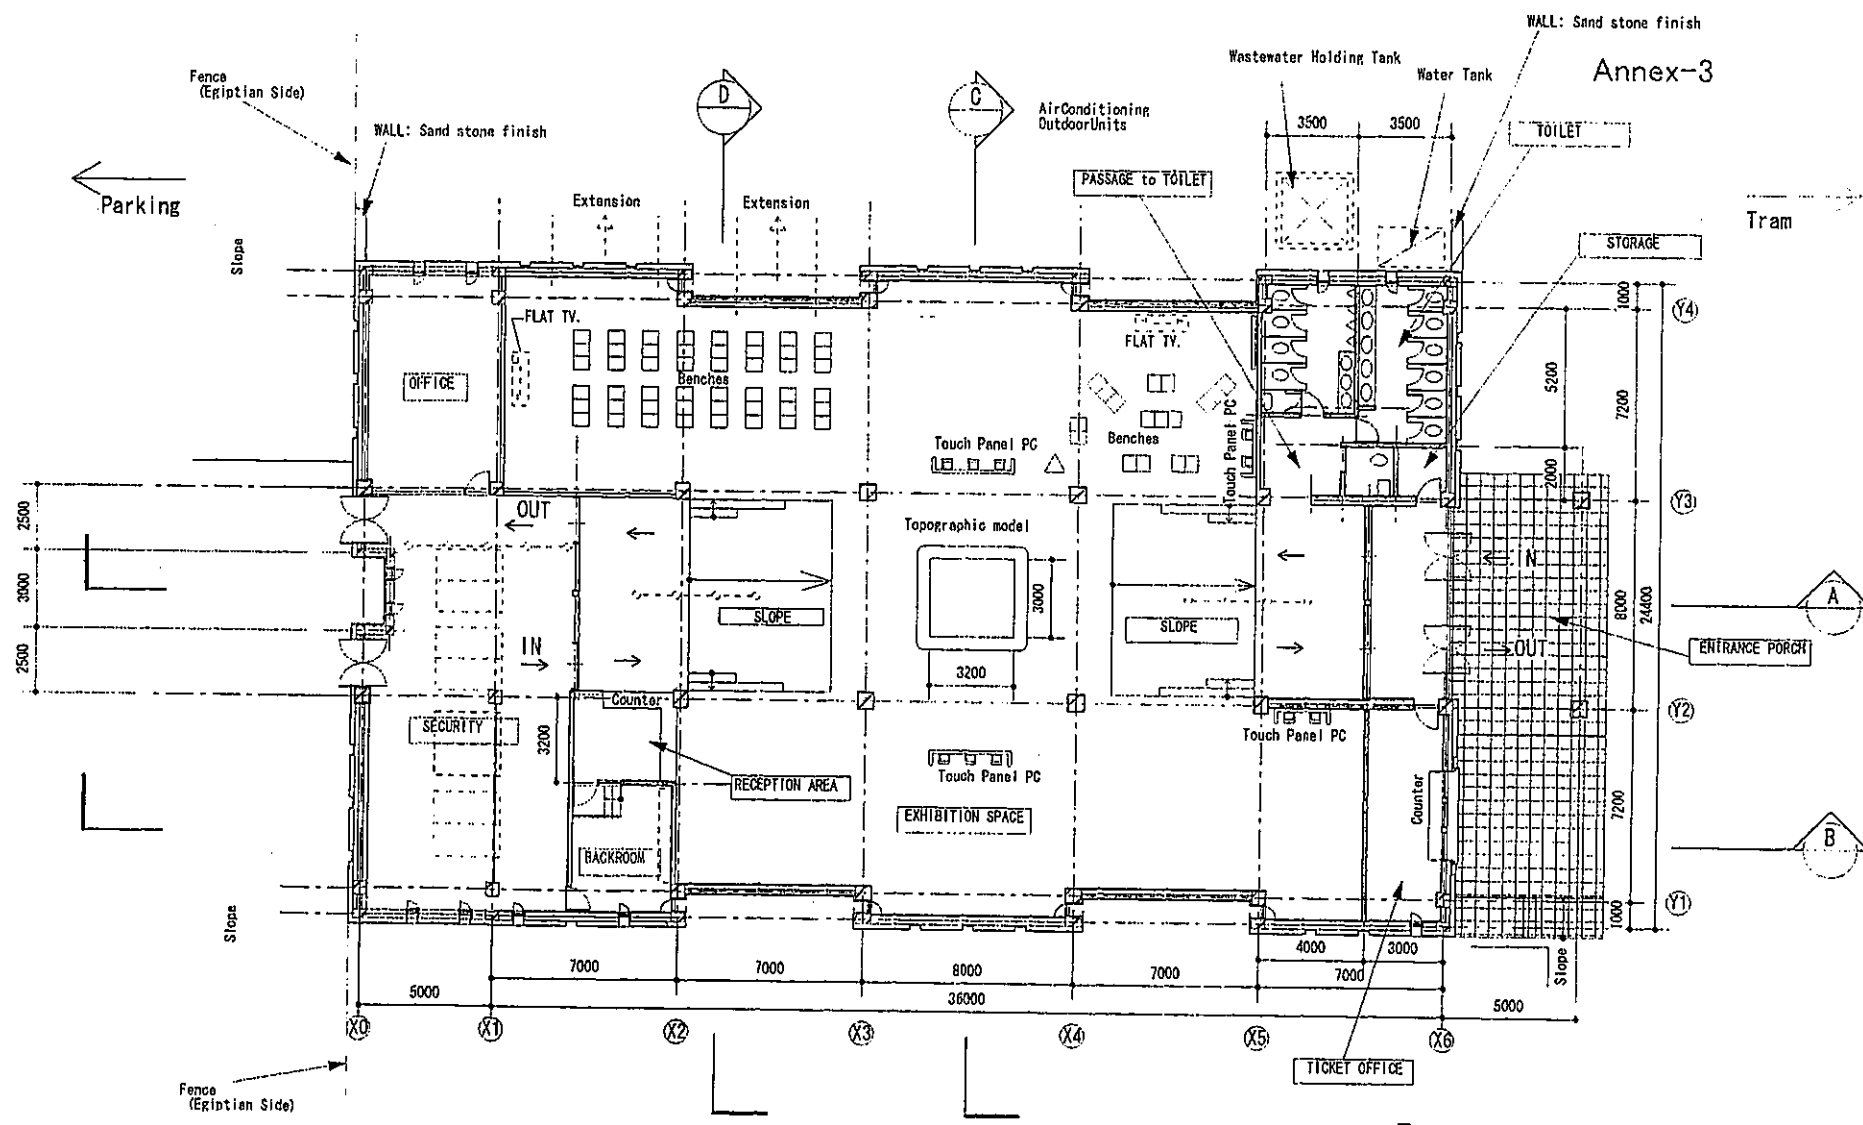 WALL: Sand stone finish
Annex-3
Wastewater Holding Tank
Water Tank
Fence
(Egiptian Side)
D
C
AirConditioning
OutdoorUnits
WALL: Sand stone finish
3500
3500
TOILET
Parking
PASSAGE to TOILET
Tram
Extension
Extension
STORAGE
Slope
1000
Y4
FLAT TV.
FLAT TV.
OFFICE
Benches
5200
7200
Touch Panel PC
Touch Panel PC
Benches
2000
2500
OUT
Y3
Topographic model
IN
3000
3000
8000
24400
A
SLOPE
SLOPE
2500
IN
OUT
ENTRANCE PORCH
3200
Counter
SECURITY
Y2
3200
Touch Panel PC
Touch Panel PC
RECEPTION AREA
Counter
7200
EXHIBITION SPACE
B
BACKROOM
Y1
1000
Slope
Slope
4000
3000
7000
7000
8000
7000
7000
5000
36000
5000
X0
X1
X2
X3
X4
X5
X6
TICKET OFFICE
Fence
(Egiptian Side)